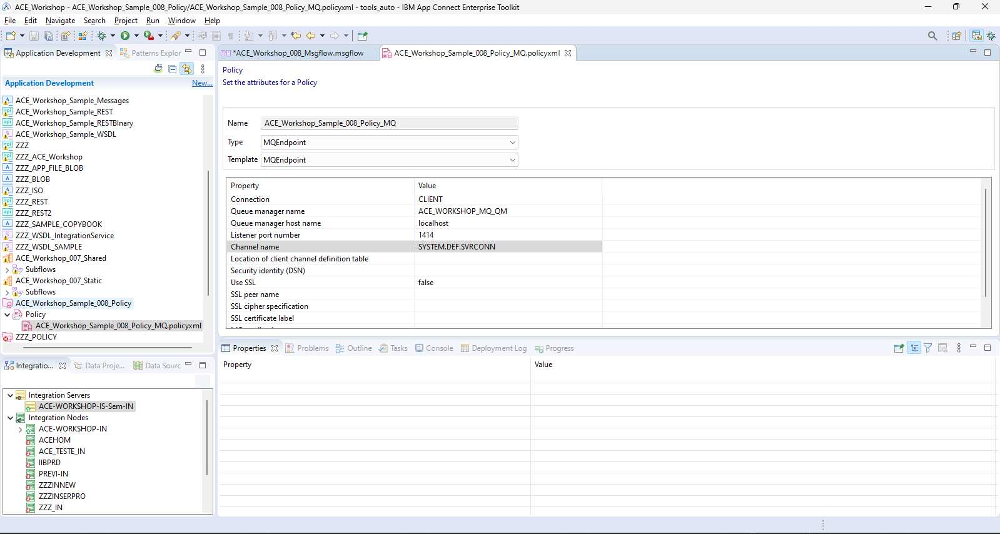 ACE_Workshop - ACE_Workshop_Sample_008_Policy/ACE_Workshop_Sample_008_Policy_MQ.policyxml - tools_auto - IBM App Connect Enterprise Toolkit
File Edit Navigate Search Project Run Window Help
Application Development
Patterns Explor
Application Development
New...
ACE_Workshop_Sample_Messages
ACE_Workshop_Sample_REST
ACE_Workshop_Sample_RESTBInary
ACE_Workshop_Sample_WSDL
ZZZ
ZZZ_ACE_Workshop
ZZZ_APP_FILE_BLOB
ZZZ_BLOB
ZZZ_ISO
ZZZ_REST
ZZZ_REST2
ZZZ_SAMPLE_COPYBOOK
ZZZ_WSDL_IntegrationService
ZZZ_WSDL_SAMPLE
ACE_Workshop_007_Shared
Subflows
ACE_Workshop_007_Static
Subflows
ACE_Workshop_Sample_008_Policy
Policy
ACE_Workshop_Sample_008_Policy_MQ.policyxml
ZZZ_POLICY
Integratio...
Data Proje...
Data Sourc
Integration Servers
ACE-WORKSHOP-IS-Sem-IN
Integration Nodes
ACE-WORKSHOP-IN
ACEHOM
ACE_TESTE_IN
IIBPRD
PREVI-IN
ZZZINNEW
ZZZINSERPRO
ZZZ_IN
*ACE_Workshop_008_Msgflow.msgflow
ACE_Workshop_Sample_008_Policy_MQ.policyxml
Policy
Set the attributes for a Policy
Name ACE_Workshop_Sample_008_Policy_MQ
Type MQEndpoint
Template MQEndpoint
Property Value
Connection CLIENT
Queue manager name ACE_WORKSHOP_MQ_QM
Queue manager host name localhost
Listener port number 1414
Channel name SYSTEM.DEF.SVRCONN
Location of client channel definition table
Security identity (DSN)
Use SSL false
SSL peer name
SSL cipher specification
SSL certificate label
Properties
Problems
Outline
Tasks
Console
Deployment Log
Progress
Property Value